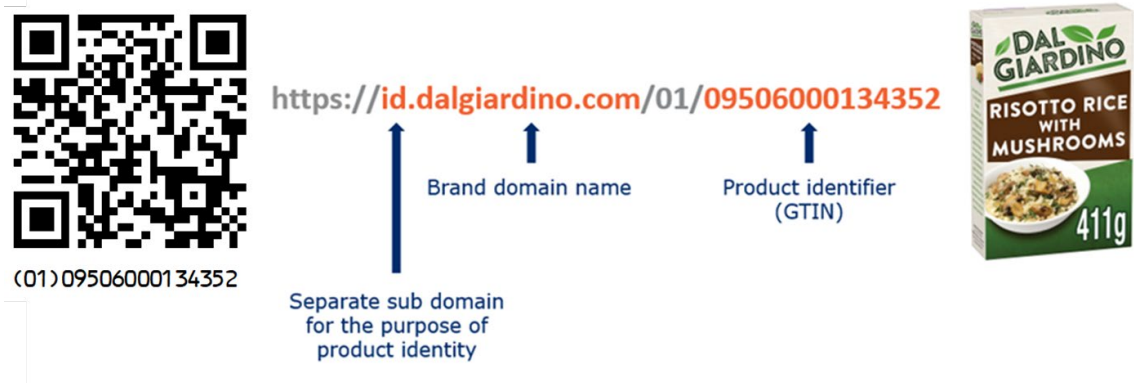 (01)09506000134352
https://id.dalgiardino.com/01/09506000134352
Brand domain name
Product identifier
(GTIN)
Separate sub domain
for the purpose of
product identity
DAL
GIARDINO
RISOTTO RICE
WITH
MUSHROOMS
411g